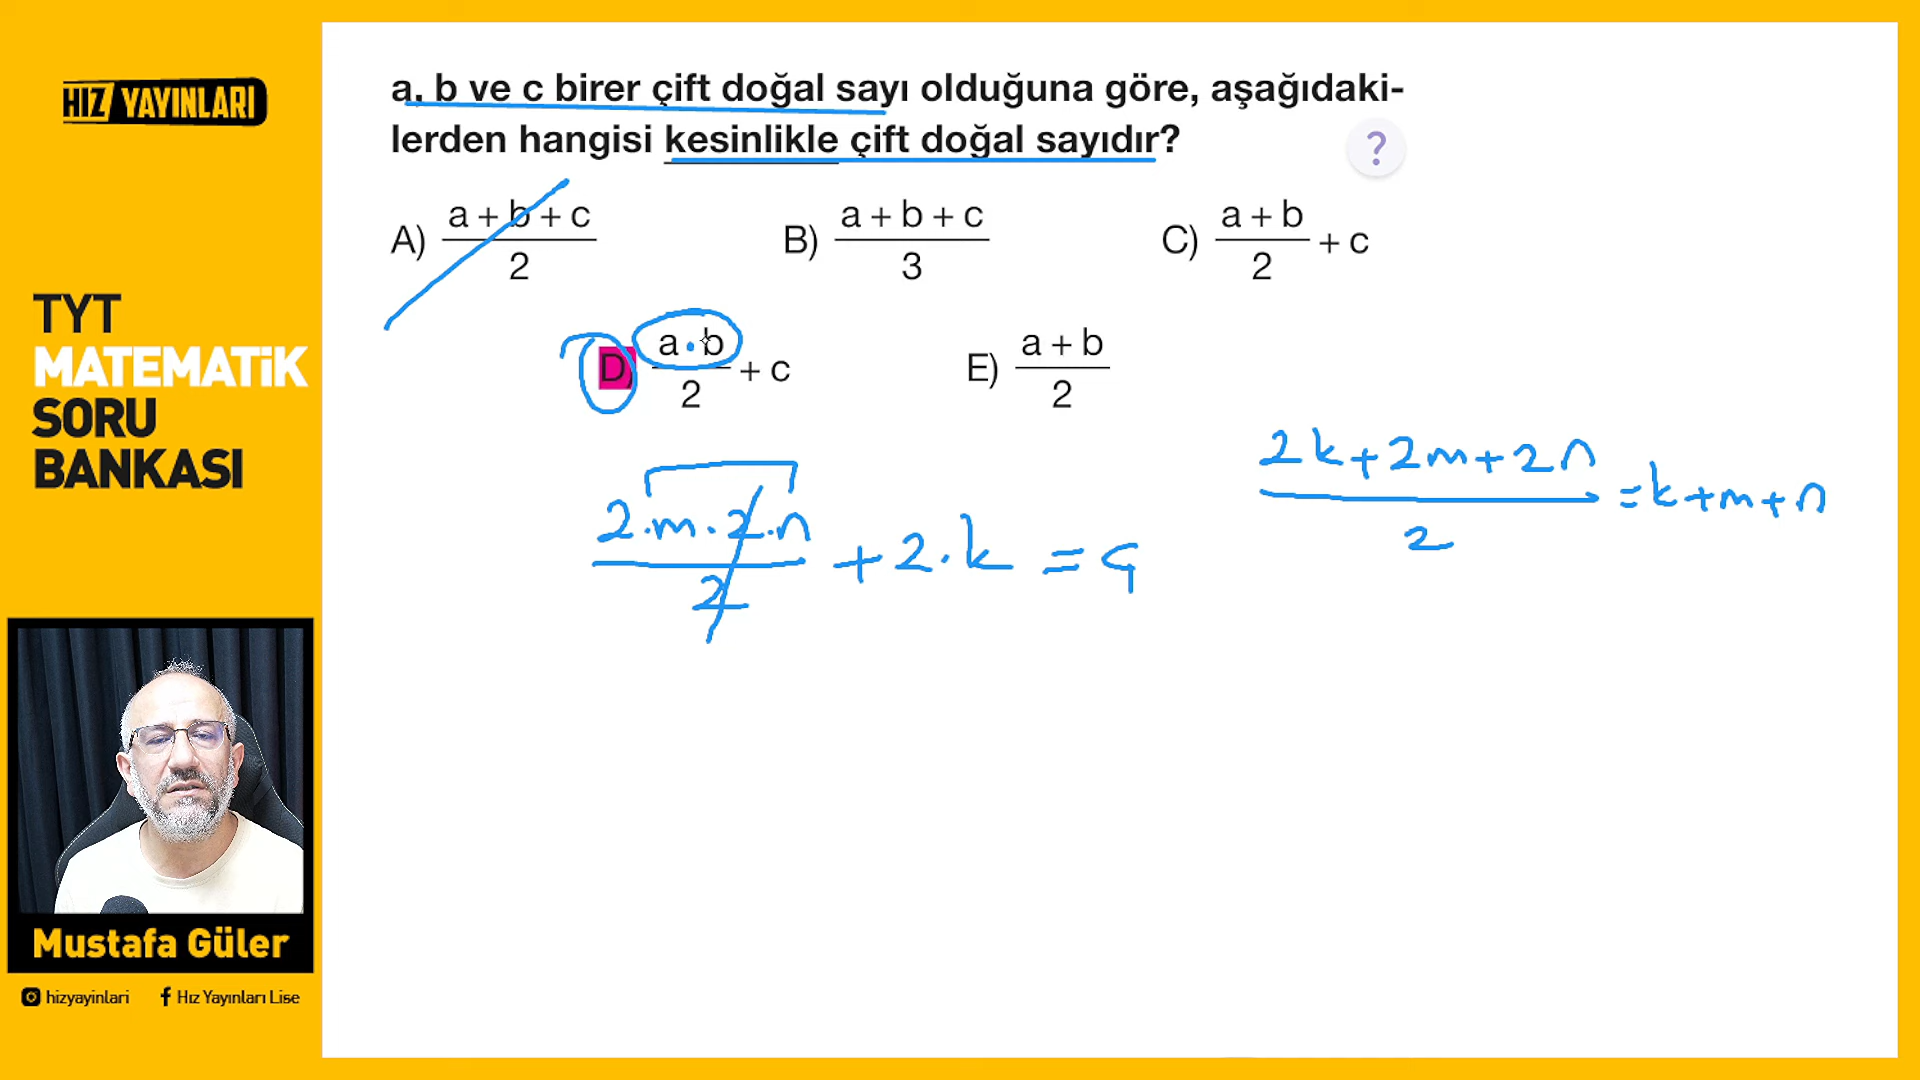 HIZ YAYINLARI
TYT
MATEMATİK
SORU
BANKASI
Mustafa Güler
hizyayinlari
Hız Yayınları Lise
a, b ve c birer çift doğal sayı olduğuna göre, aşağıdaki-
lerden hangisi kesinlikle çift doğal sayıdır?
?
A) (a + b + c)/2
B) (a + b + c)/3
C) (a + b)/2 + c
D) (a · b)/2 + c
E) (a + b)/2
(2·m·2·n)/2 + 2·k = Ç
(2k+2m+2n)/2 = k+m+n